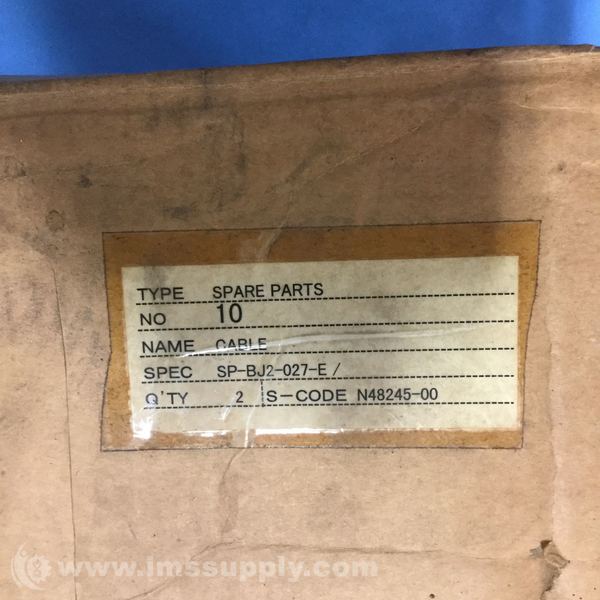 TYPE SPARE PARTS
NO 10
NAME CABLE
SPEC SP-BJ2-027-E /
Q'TY 2 S-CODE N48245-00
© www.imssupply.com ®